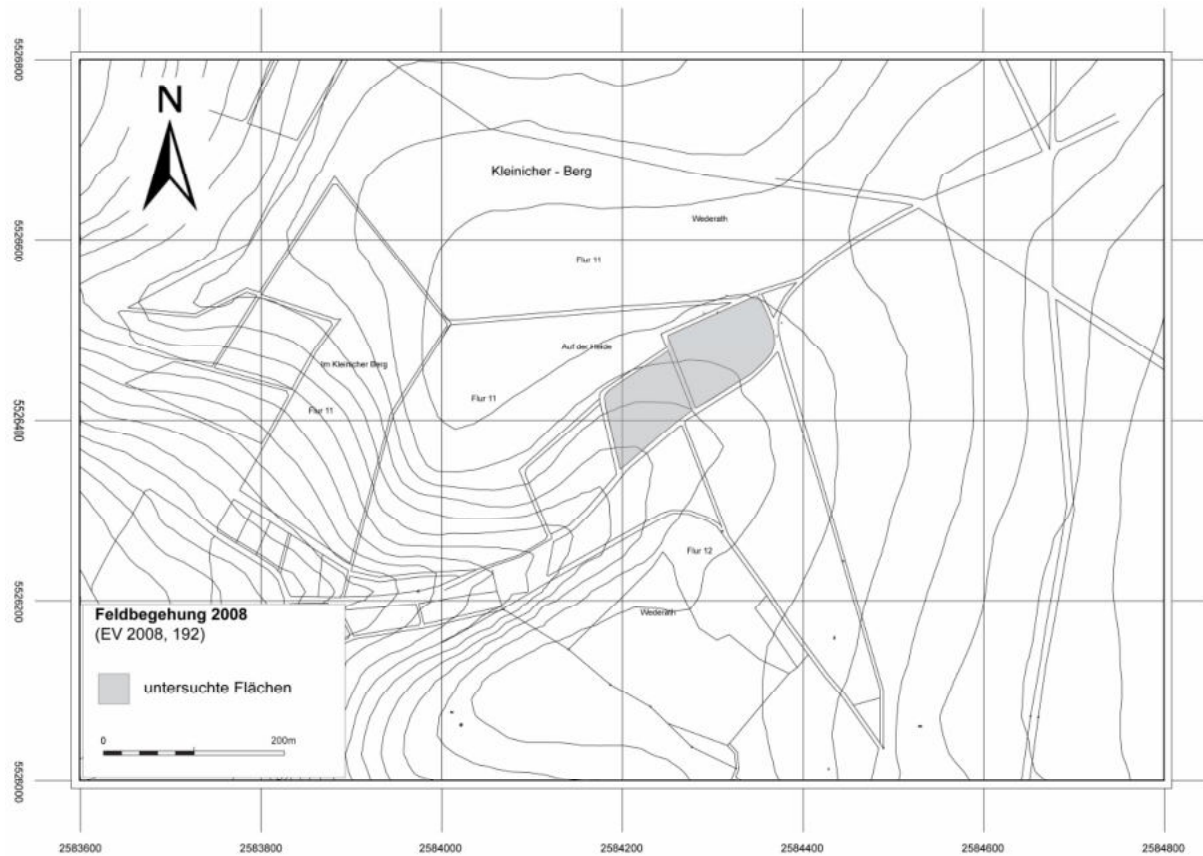 5526800
N
Kleinicher - Berg
Wederath
5526600
Flur 11
Auf der Heide
Im Kleinicher Berg
Flur 11
Flur 11
5526400
Flur 12
5526200
Wederath
Feldbegehung 2008
(EV 2008, 192)
untersuchte Flächen
0 200m
5526000
2583600 2583800 2584000 2584200 2584400 2584600 2584800